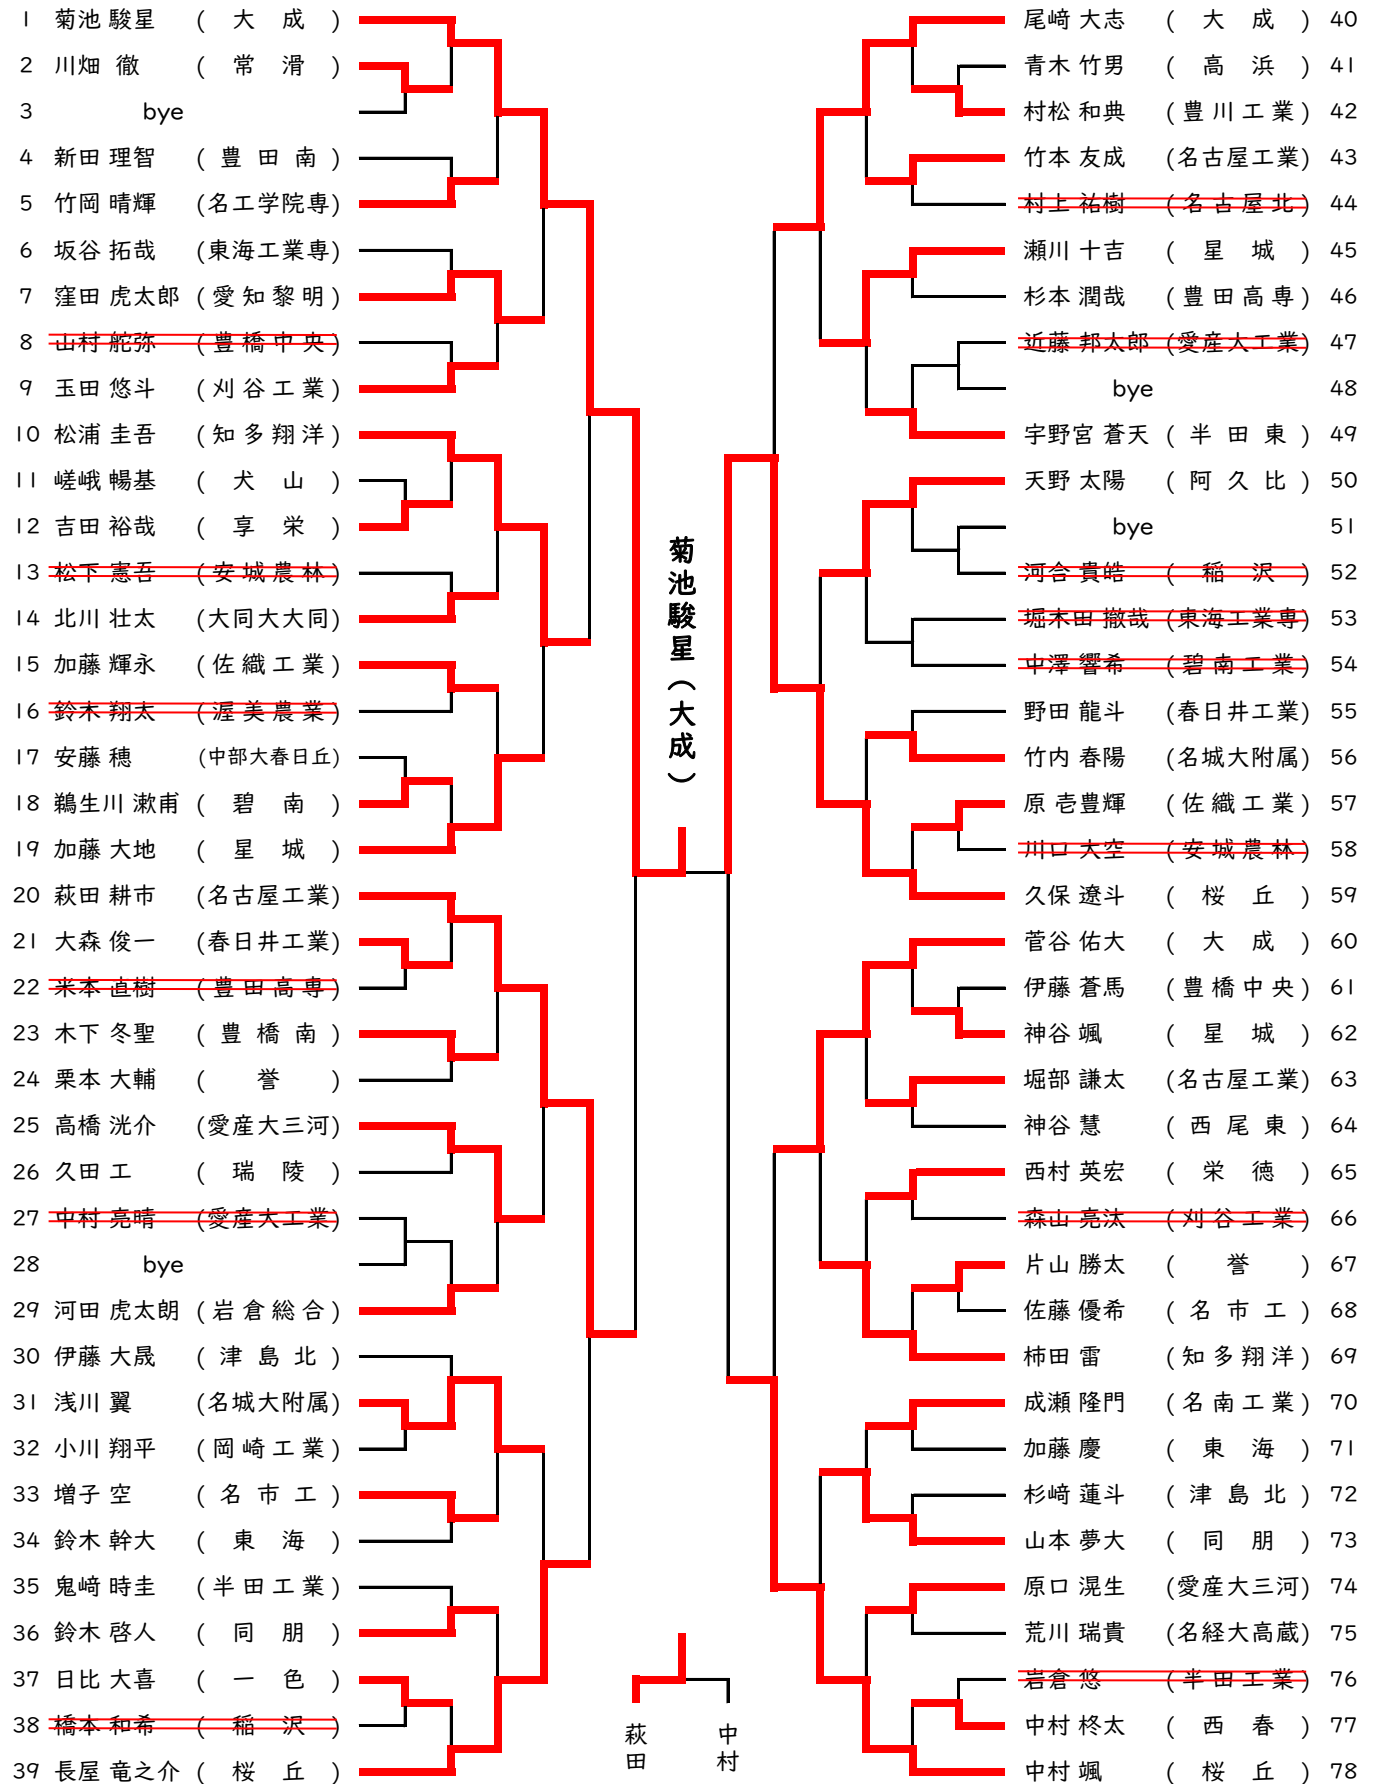 1 菊池 駿星 ( 大 成 )
2 川畑 徹 ( 常 滑 )
3 bye
4 新田 理智 ( 豊 田 南 )
5 竹岡 晴輝 (名工学院専)
6 坂谷 拓哉 (東海工業専)
7 窪田 虎太郎 ( 愛 知 黎 明 )
8 山村 舵弥 ( 豊 橋 中 央 )
9 玉田 悠斗 ( 刈 谷 工 業 )
10 松浦 圭吾 ( 知 多 翔 洋 )
11 嵯峨 暢基 ( 犬 山 )
12 吉田 裕哉 ( 享 栄 )
13 松下 憲吾 ( 安 城 農 林 )
14 北川 壮太 (大同大大同)
15 加藤 輝永 ( 佐 織 工 業 )
16 鈴木 翔太 ( 渥 美 農 業 )
17 安藤 穂 (中部大春日丘)
18 鵜生川 漱甫 ( 碧 南 )
19 加藤 大地 ( 星 城 )
20 萩田 耕市 (名古屋工業)
21 大森 俊一 (春日井工業)
22 米本 直樹 ( 豊 田 高 専 )
23 木下 冬聖 ( 豊 橋 南 )
24 栗本 大輔 ( 誉 )
25 高橋 洸介 (愛産大三河)
26 久田 工 ( 瑞 陵 )
27 中村 亮晴 (愛産大工業)
28 bye
29 河田 虎太朗 ( 岩 倉 総 合 )
30 伊藤 大晟 ( 津 島 北 )
31 浅川 翼 (名城大附属)
32 小川 翔平 ( 岡 崎 工 業 )
33 増子 空 ( 名 市 工 )
34 鈴木 幹大 ( 東 海 )
35 鬼﨑 時圭 ( 半 田 工 業 )
36 鈴木 啓人 ( 同 朋 )
37 日比 大喜 ( 一 色 )
38 橋本 和希 ( 稲 沢 )
39 長屋 竜之介 ( 桜 丘 )
菊池駿星(大成)
萩田
中村
尾﨑 大志 ( 大 成 ) 40
青木 竹男 ( 高 浜 ) 41
村松 和典 ( 豊 川 工 業 ) 42
竹本 友成 (名古屋工業) 43
村上 祐樹 ( 名 古 屋 北 ) 44
瀬川 十吉 ( 星 城 ) 45
杉本 潤哉 ( 豊 田 高 専 ) 46
近藤 邦太郎 (愛産大工業) 47
bye 48
宇野宮 蒼天 ( 半 田 東 ) 49
天野 太陽 ( 阿 久 比 ) 50
bye 51
河合 貴皓 ( 稲 沢 ) 52
堀木田 撤哉 (東海工業専) 53
中澤 響希 ( 碧 南 工 業 ) 54
野田 龍斗 (春日井工業) 55
竹内 春陽 (名城大附属) 56
原 壱豊輝 ( 佐 織 工 業 ) 57
川口 大空 ( 安 城 農 林 ) 58
久保 遼斗 ( 桜 丘 ) 59
菅谷 佑大 ( 大 成 ) 60
伊藤 蒼馬 ( 豊 橋 中 央 ) 61
神谷 颯 ( 星 城 ) 62
堀部 謙太 (名古屋工業) 63
神谷 慧 ( 西 尾 東 ) 64
西村 英宏 ( 栄 徳 ) 65
森山 亮汰 ( 刈 谷 工 業 ) 66
片山 勝太 ( 誉 ) 67
佐藤 優希 ( 名 市 工 ) 68
柿田 雷 ( 知 多 翔 洋 ) 69
成瀬 隆門 ( 名 南 工 業 ) 70
加藤 慶 ( 東 海 ) 71
杉﨑 蓮斗 ( 津 島 北 ) 72
山本 夢大 ( 同 朋 ) 73
原口 滉生 (愛産大三河) 74
荒川 瑞貴 (名経大高蔵) 75
岩倉 悠 ( 半 田 工 業 ) 76
中村 柊太 ( 西 春 ) 77
中村 颯 ( 桜 丘 ) 78